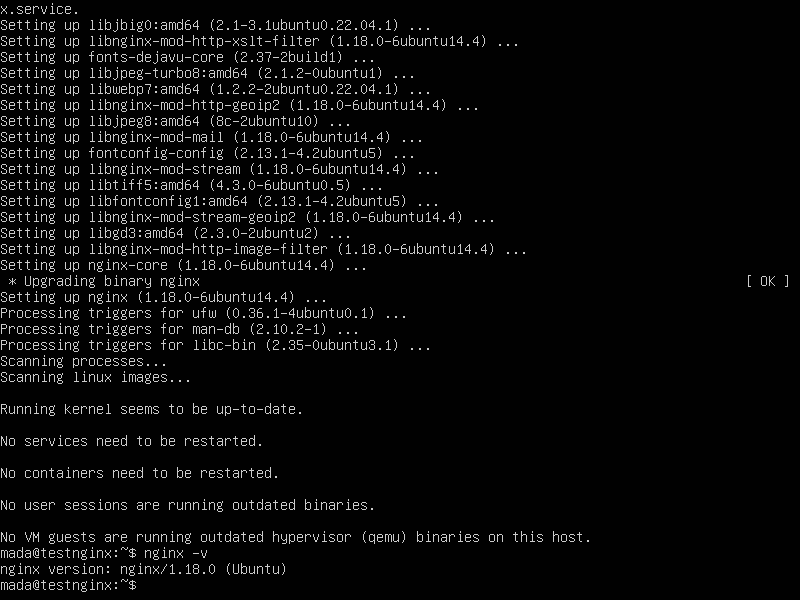 x.service.
Setting up libjbig0:amd64 (2.1-3.1ubuntu0.22.04.1) ...
Setting up libnginx-mod-http-xslt-filter (1.18.0-6ubuntu14.4) ...
Setting up fonts-dejavu-core (2.37-2build1) ...
Setting up libjpeg-turbo8:amd64 (2.1.2-0ubuntu1) ...
Setting up libwebp7:amd64 (1.2.2-2ubuntu0.22.04.1) ...
Setting up libnginx-mod-http-geoip2 (1.18.0-6ubuntu14.4) ...
Setting up libjpeg8:amd64 (8c-2ubuntu10) ...
Setting up libnginx-mod-mail (1.18.0-6ubuntu14.4) ...
Setting up fontconfig-config (2.13.1-4.2ubuntu5) ...
Setting up libnginx-mod-stream (1.18.0-6ubuntu14.4) ...
Setting up libtiff5:amd64 (4.3.0-6ubuntu0.5) ...
Setting up libfontconfig1:amd64 (2.13.1-4.2ubuntu5) ...
Setting up libnginx-mod-stream-geoip2 (1.18.0-6ubuntu14.4) ...
Setting up libgd3:amd64 (2.3.0-2ubuntu2) ...
Setting up libnginx-mod-http-image-filter (1.18.0-6ubuntu14.4) ...
Setting up nginx-core (1.18.0-6ubuntu14.4) ...
 * Upgrading binary nginx [ OK ]
Setting up nginx (1.18.0-6ubuntu14.4) ...
Processing triggers for ufw (0.36.1-4ubuntu0.1) ...
Processing triggers for man-db (2.10.2-1) ...
Processing triggers for libc-bin (2.35-0ubuntu3.1) ...
Scanning processes...
Scanning linux images...
Running kernel seems to be up-to-date.
No services need to be restarted.
No containers need to be restarted.
No user sessions are running outdated binaries.
No VM guests are running outdated hypervisor (qemu) binaries on this host.
mada@testnginx:~$ nginx -v
nginx version: nginx/1.18.0 (Ubuntu)
mada@testnginx:~$